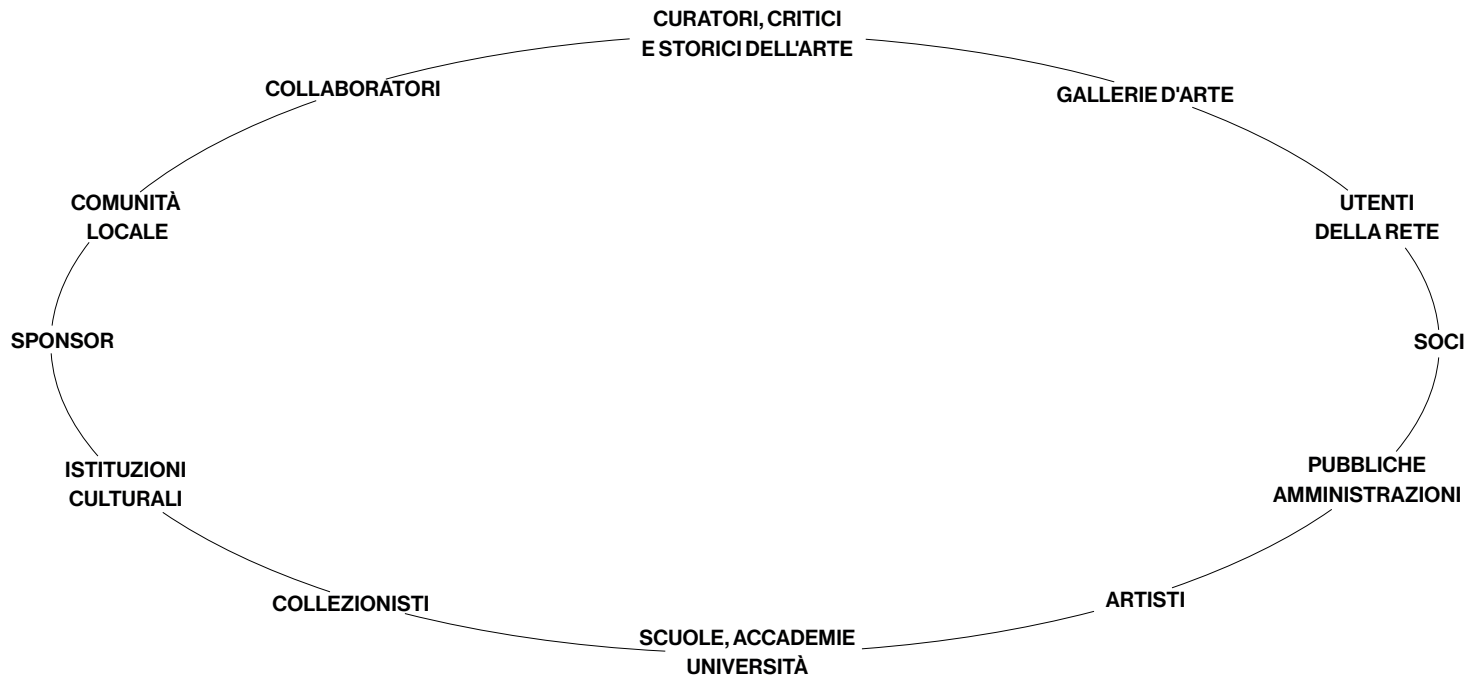 CURATORI, CRITICI
E STORICI DELL'ARTE
COLLABORATORI
GALLERIE D'ARTE
COMUNITÀ
LOCALE
UTENTI
DELLA RETE
SPONSOR
SOCI
ISTITUZIONI
CULTURALI
PUBBLICHE
AMMINISTRAZIONI
COLLEZIONISTI
ARTISTI
SCUOLE, ACCADEMIE
UNIVERSITÀ